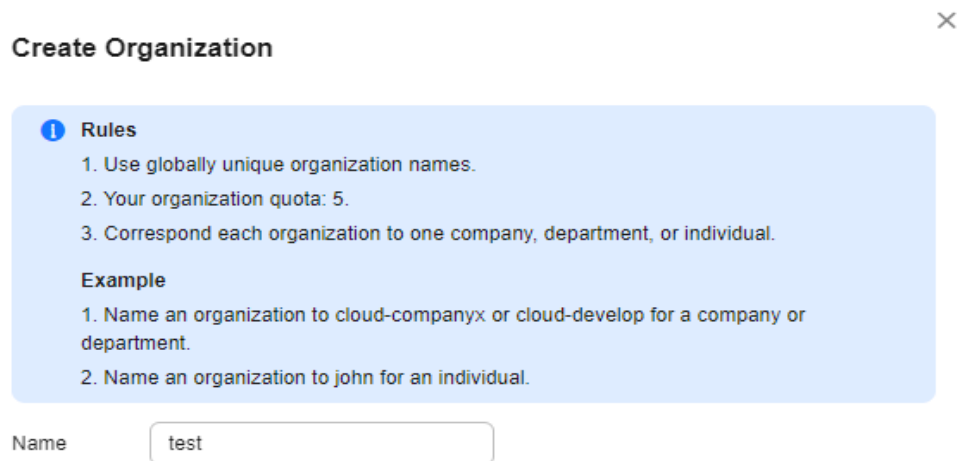 Create Organization
Rules
1. Use globally unique organization names.
2. Your organization quota: 5.
3. Correspond each organization to one company, department, or individual.
Example
1. Name an organization to cloud-companyx or cloud-develop for a company or
department.
2. Name an organization to john for an individual.
Name
test